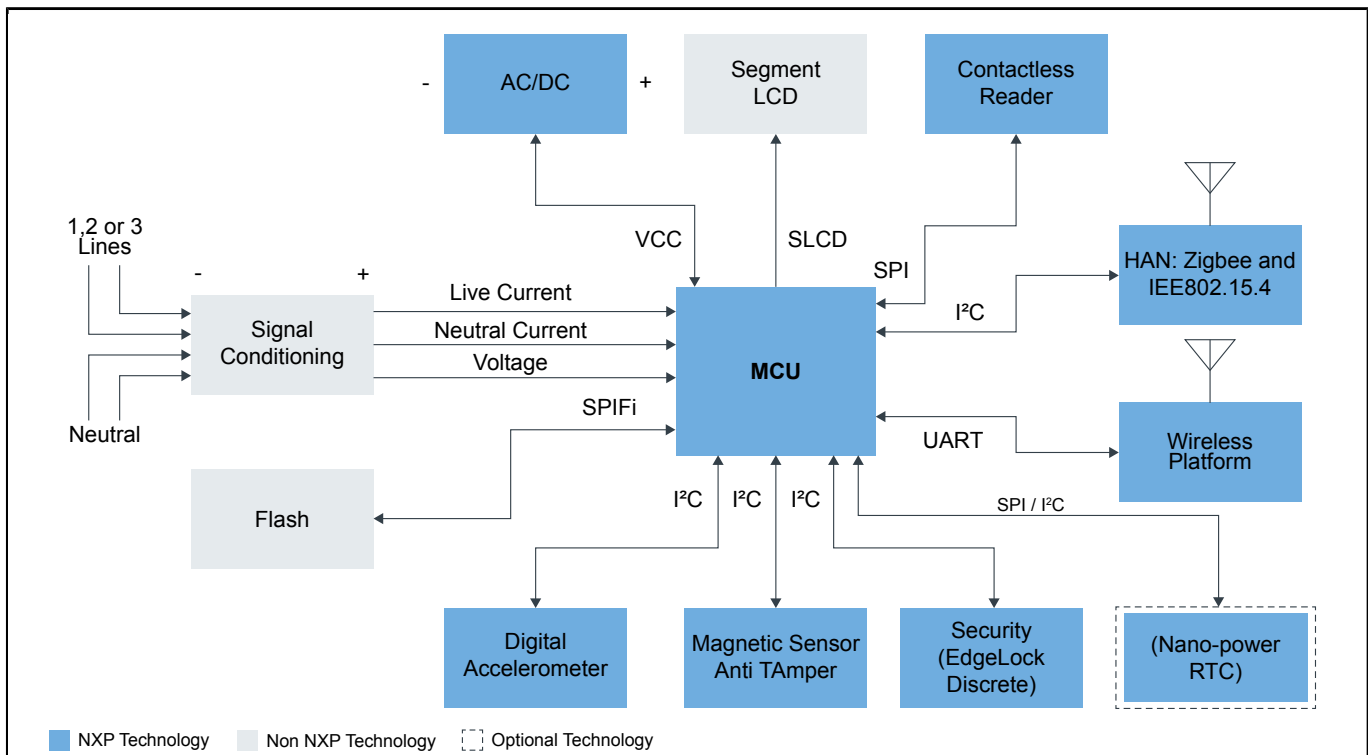 -
AC/DC
+
Segment
LCD
Contactless
Reader
1,2 or 3
Lines
-
+
VCC
SLCD
SPI
HAN: Zigbee and
IEE802.15.4
Signal
Conditioning
Live Current
Neutral Current
Voltage
MCU
I²C
Neutral
SPIFi
UART
Wireless
Platform
Flash
I²C
I²C
I²C
SPI / I²C
Digital
Accelerometer
Magnetic Sensor
Anti TAmper
Security
(EdgeLock
Discrete)
(Nano-power
RTC)
NXP Technology
Non NXP Technology
Optional Technology